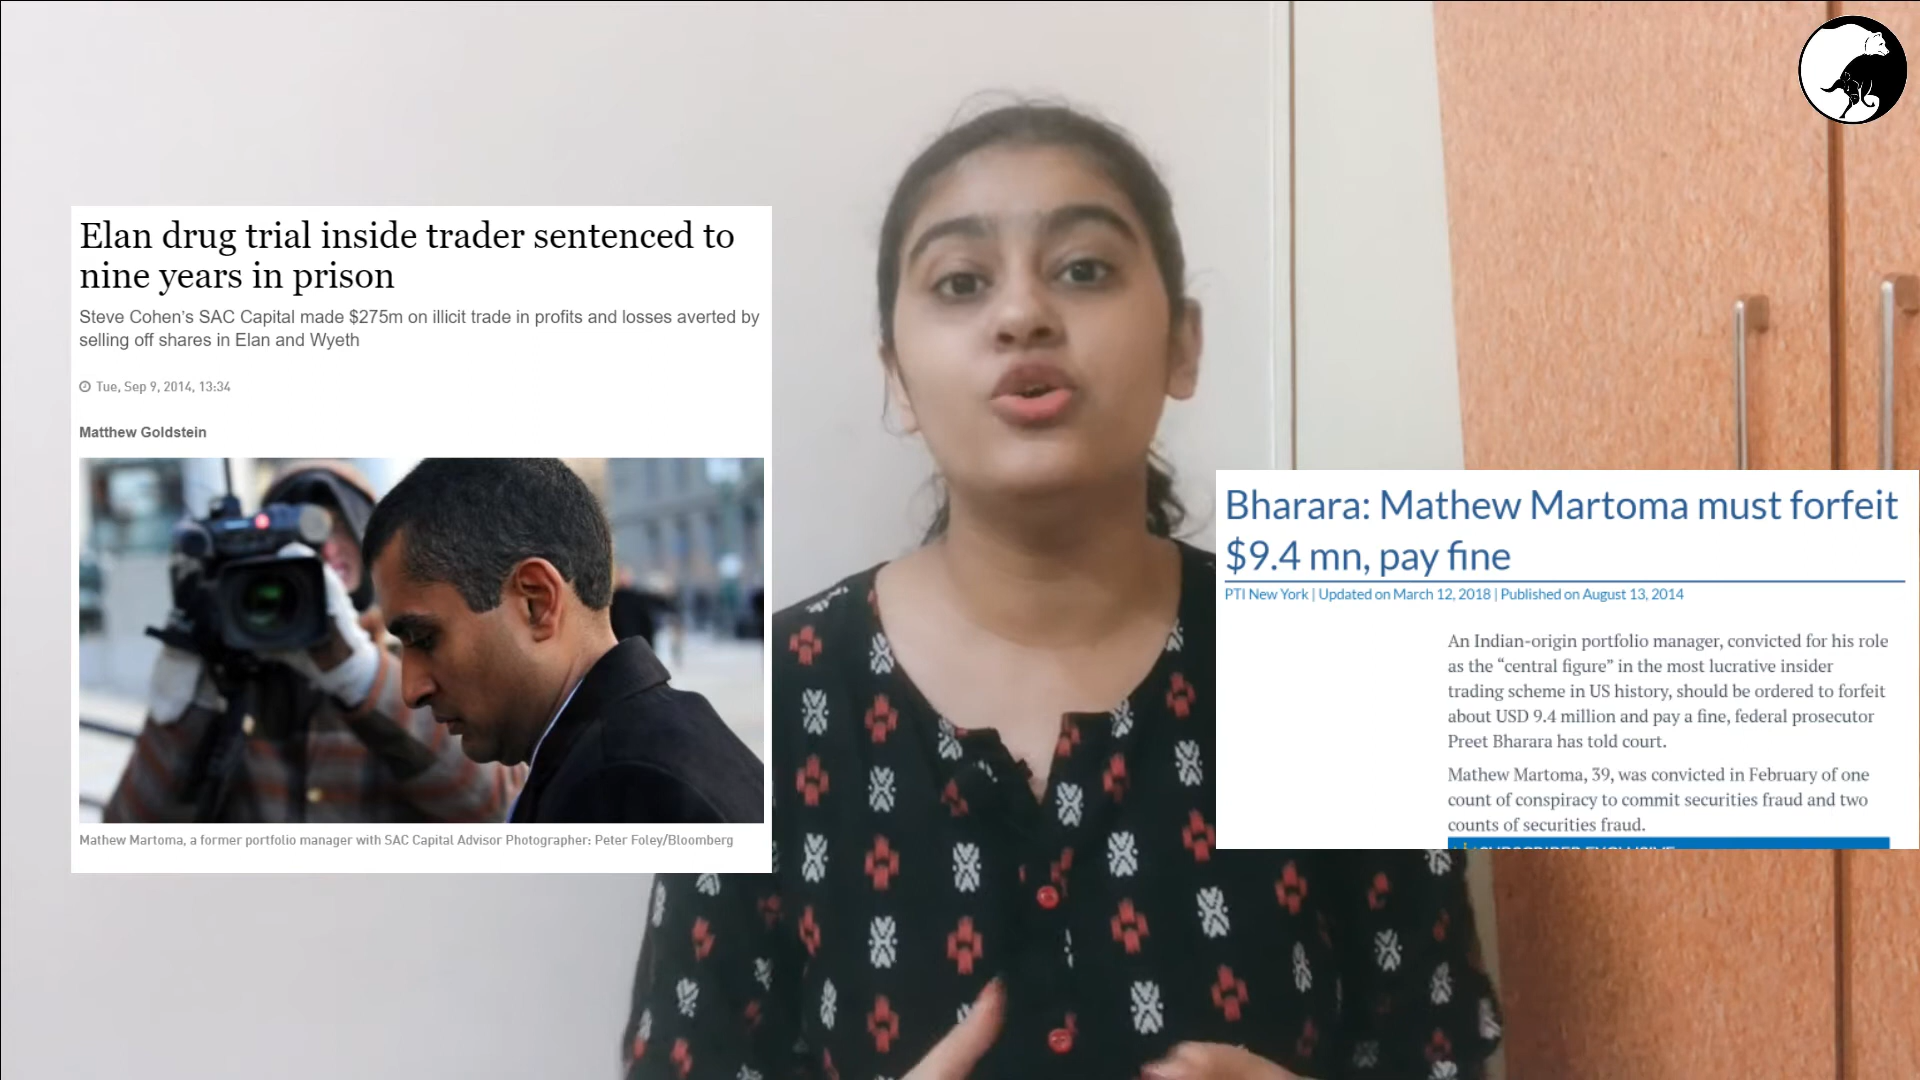 Elan drug trial inside trader sentenced to
nine years in prison
Steve Cohen's SAC Capital made $275m on illicit trade in profits and losses averted by
selling off shares in Elan and Wyeth
Tue, Sep 9, 2014, 13:34
Matthew Goldstein
Mathew Martoma, a former portfolio manager with SAC Capital Advisor Photographer: Peter Foley/Bloomberg
Bharara: Mathew Martoma must forfeit
$9.4 mn, pay fine
PTI New York | Updated on March 12, 2018 | Published on August 13, 2014
An Indian-origin portfolio manager, convicted for his role
as the “central figure” in the most lucrative insider
trading scheme in US history, should be ordered to forfeit
about USD 9.4 million and pay a fine, federal prosecutor
Preet Bharara has told court.
Mathew Martoma, 39, was convicted in February of one
count of conspiracy to commit securities fraud and two
counts of securities fraud.